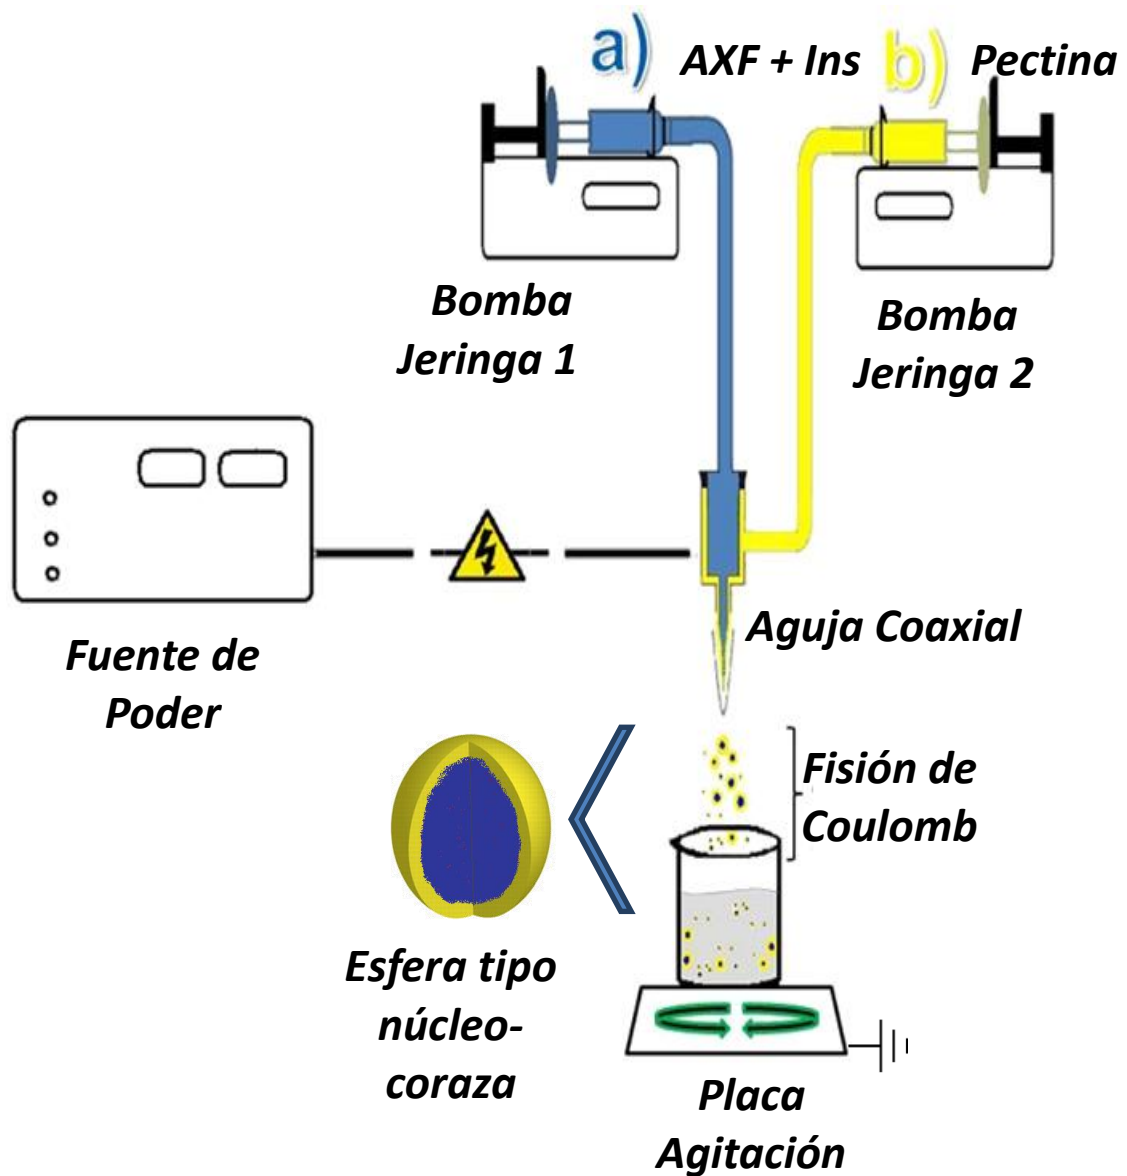 a) AXF + Ins b) Pectina
Bomba
Jeringa 1
Bomba
Jeringa 2
Aguja Coaxial
Fuente de
Poder
Fisión de
Coulomb
Esfera tipo
núcleo-
coraza
Placa
Agitación